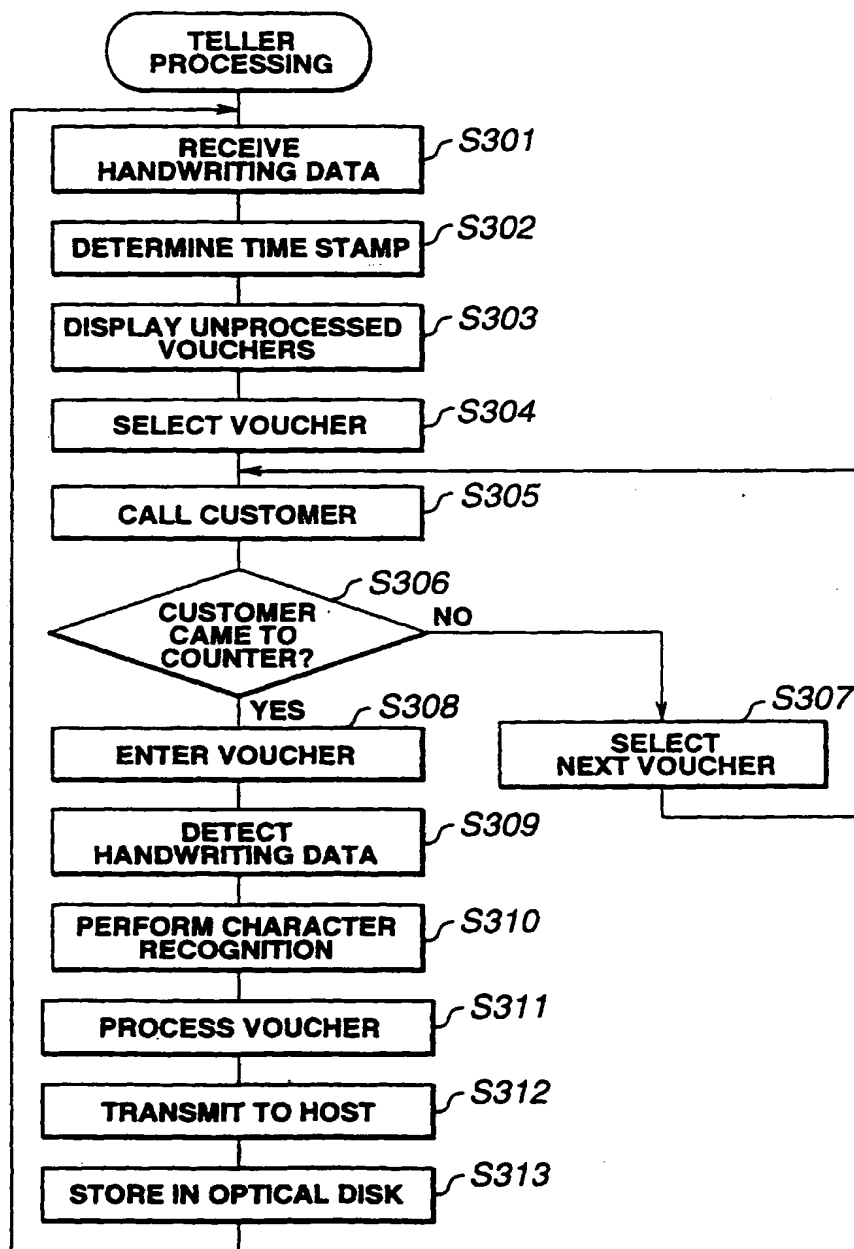 TELLER
PROCESSING
RECEIVE
HANDWRITING DATA
S301
DETERMINE TIME STAMP
S302
DISPLAY UNPROCESSED
VOUCHERS
S303
SELECT VOUCHER
S304
CALL CUSTOMER
S305
CUSTOMER
CAME TO
COUNTER?
S306
NO
YES
SELECT
NEXT VOUCHER
S307
ENTER VOUCHER
S308
DETECT
HANDWRITING DATA
S309
PERFORM CHARACTER
RECOGNITION
S310
PROCESS VOUCHER
S311
TRANSMIT TO HOST
S312
STORE IN OPTICAL DISK
S313